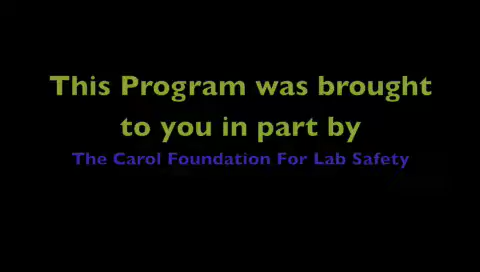 This Program was brought
to you in part by
The Carol Foundation For Lab Safety